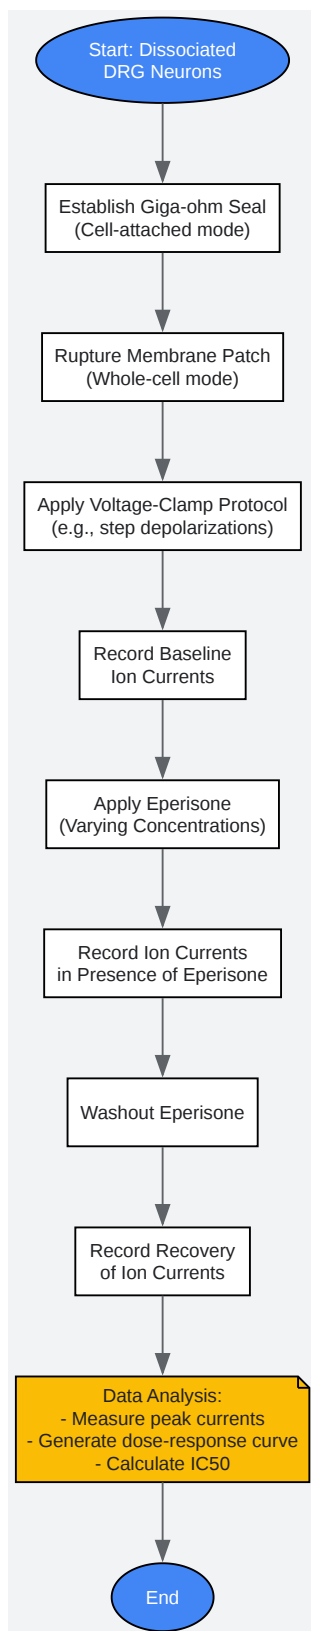 Start: Dissociated
DRG Neurons
Establish Giga-ohm Seal
(Cell-attached mode)
Rupture Membrane Patch
(Whole-cell mode)
Apply Voltage-Clamp Protocol
(e.g., step depolarizations)
Record Baseline
Ion Currents
Apply Eperisone
(Varying Concentrations)
Record Ion Currents
in Presence of Eperisone
Washout Eperisone
Record Recovery
of Ion Currents
Data Analysis:
- Measure peak currents
- Generate dose-response curve
- Calculate IC50
End